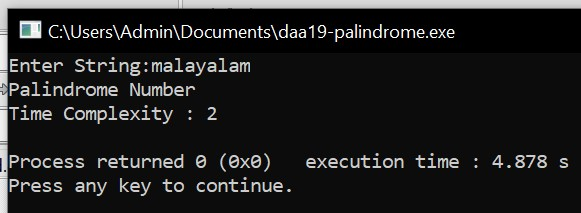 C:\Users\Admin\Documents\daa19-palindrome.exe
Enter String:malayalam
Palindrome Number
Time Complexity : 2
Process returned 0 (0x0)   execution time : 4.878 s
Press any key to continue.